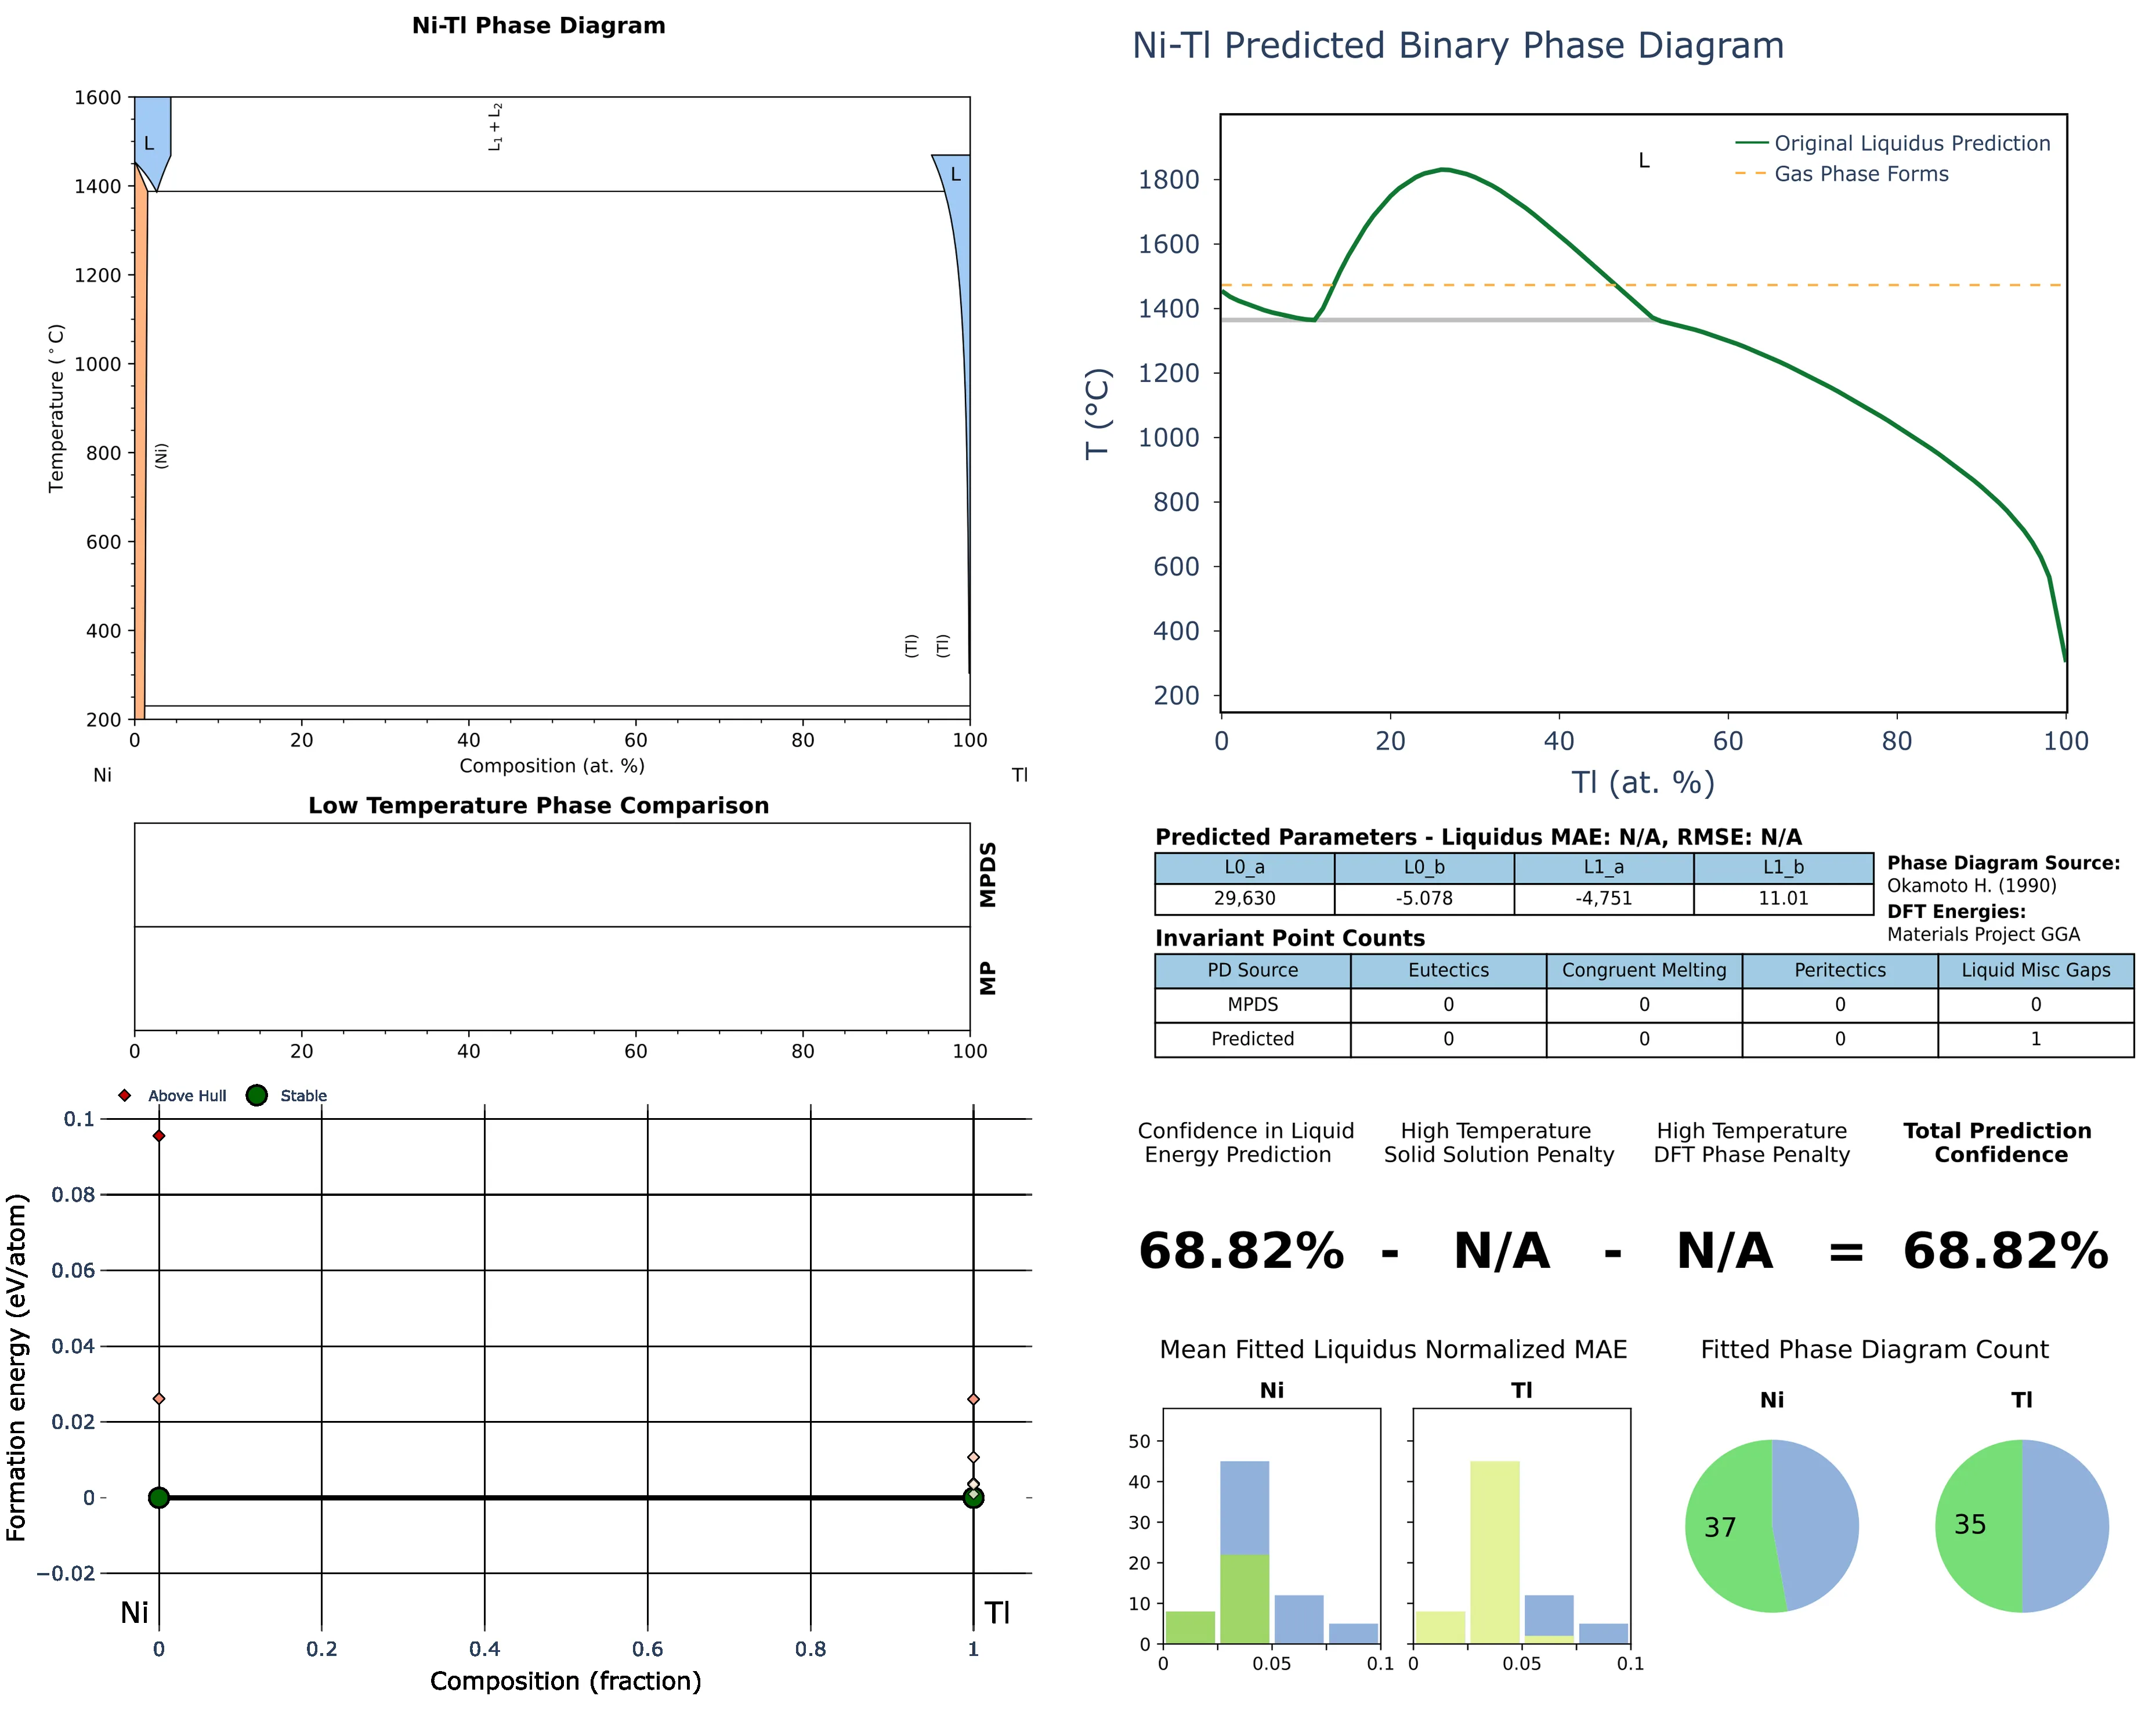 Ni-Tl Phase Diagram
1600
1400
1200
1000
800
600
400
200
Temperature (°C)
L
L₁ + L₂
L
(Ni)
(Tl)
(Tl)
0 20 40 60 80 100
Composition (at. %)
Ni Tl
Low Temperature Phase Comparison
MPDS
MP
0 20 40 60 80 100
Above Hull Stable
0.1
0.08
0.06
0.04
0.02
0
−0.02
Formation energy (eV/atom)
Ni Tl
0 0.2 0.4 0.6 0.8 1
Composition (fraction)
Ni-Tl Predicted Binary Phase Diagram
L
Original Liquidus Prediction
Gas Phase Forms
1800
1600
1400
1200
1000
800
600
400
200
T (°C)
0 20 40 60 80 100
Tl (at. %)
Predicted Parameters - Liquidus MAE: N/A, RMSE: N/A
L0_a L0_b L1_a L1_b
29,630 -5.078 -4,751 11.01
Phase Diagram Source:
Okamoto H. (1990)
DFT Energies:
Materials Project GGA
Invariant Point Counts
PD Source Eutectics Congruent Melting Peritectics Liquid Misc Gaps
MPDS 0 0 0 0
Predicted 0 0 0 1
Confidence in Liquid
Energy Prediction
High Temperature
Solid Solution Penalty
High Temperature
DFT Phase Penalty
Total Prediction
Confidence
68.82% - N/A - N/A = 68.82%
Mean Fitted Liquidus Normalized MAE
Ni Tl
50
40
30
20
10
0
0 0.05 0.1 0 0.05 0.1
Fitted Phase Diagram Count
Ni Tl
37 35